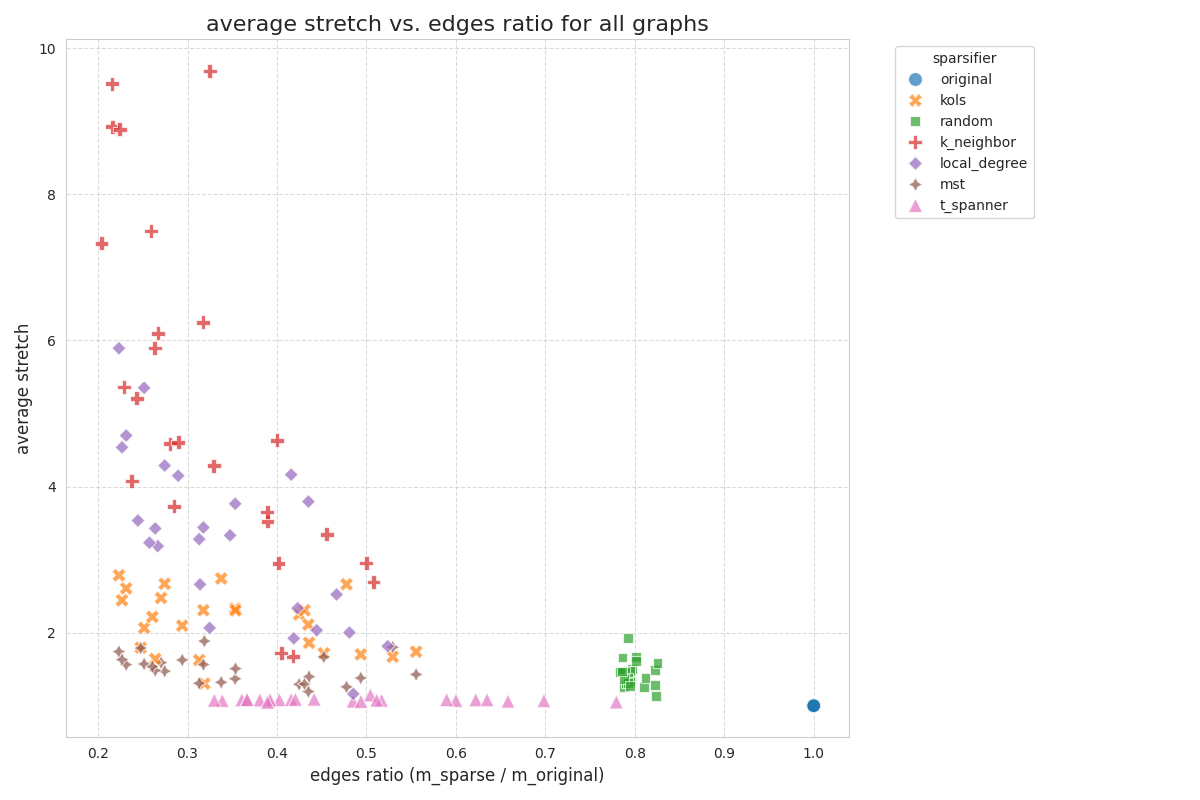 average stretch vs. edges ratio for all graphs
10
8
6
4
2
average stretch
0.2 0.3 0.4 0.5 0.6 0.7 0.8 0.9 1.0
edges ratio (m_sparse / m_original)
sparsifier
original
kols
random
k_neighbor
local_degree
mst
t_spanner